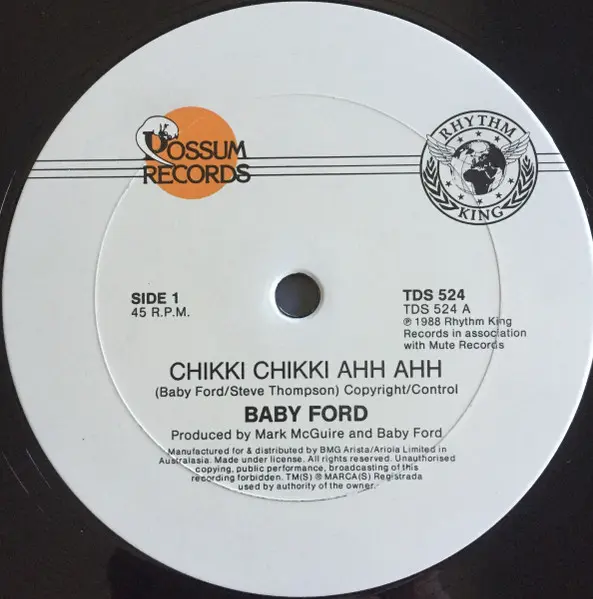 POSSUM
RECORDS
RHYTHM
KING
SIDE 1
45 R.P.M.
TDS 524
TDS 524 A
℗ 1988 Rhythm King
Records in association
with Mute Records
CHIKKI CHIKKI AHH AHH
(Baby Ford/Steve Thompson) Copyright/Control
BABY FORD
Produced by Mark McGuire and Baby Ford
Manufactured for & distributed by BMG Arista/Ariola Limited in
Australasia. Made under license. All rights reserved. Unauthorised
copying, public performance, broadcasting of this
recording forbidden. TM(S) ® MARCA(S) Registrada
used by authority of the owner.